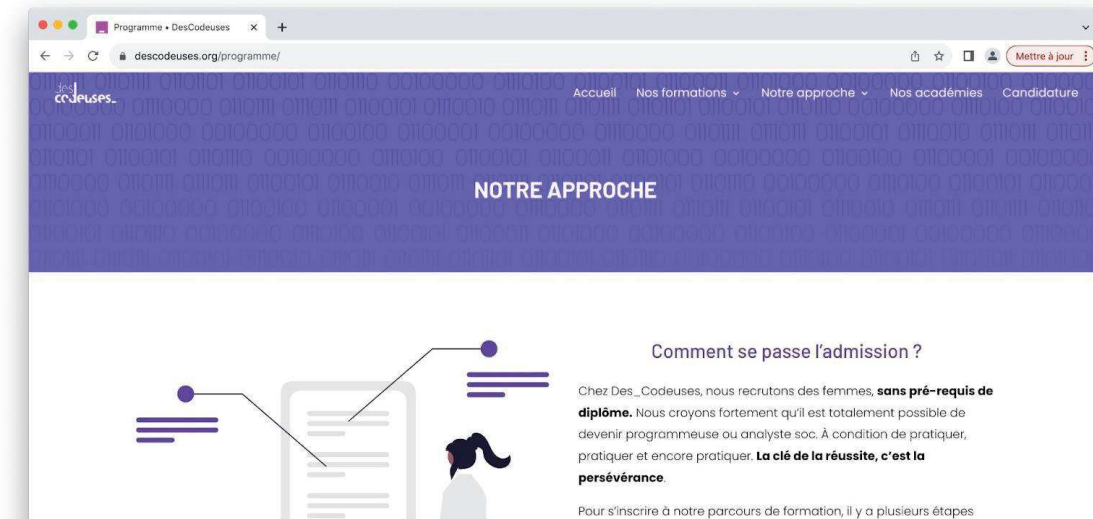 Programme • DesCodeuses
descodeuses.org/programme/
Mettre à jour
des
codeuses_
Accueil Nos formations Notre approche Nos académies Candidature
NOTRE APPROCHE
Comment se passe l'admission ?
Chez Des_Codeuses, nous recrutons des femmes, sans pré-requis de
diplôme. Nous croyons fortement qu'il est totalement possible de
devenir programmeuse ou analyste soc. À condition de pratiquer,
pratiquer et encore pratiquer. La clé de la réussite, c'est la
persévérance.
Pour s'inscrire à notre parcours de formation, il y a plusieurs étapes